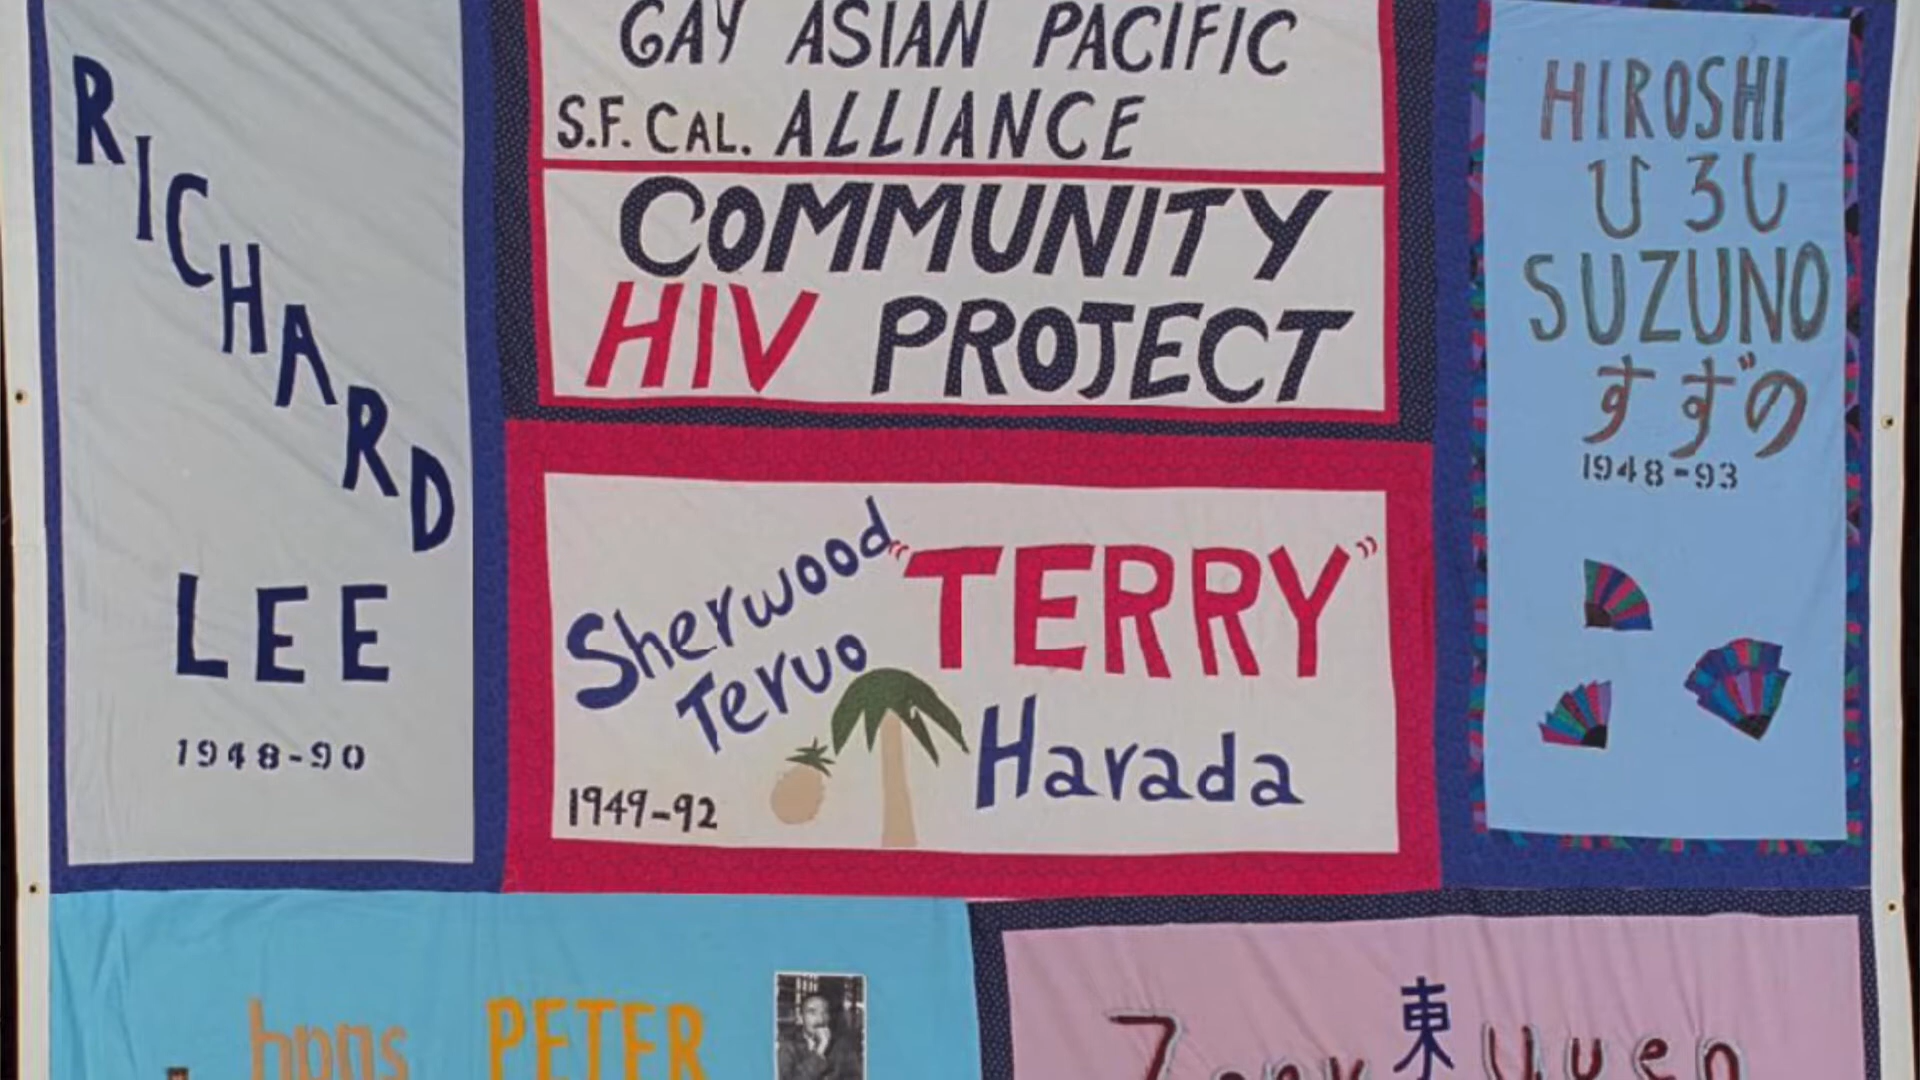 RICHARD
LEE
1948-90
GAY ASIAN PACIFIC
S.F. CAL. ALLIANCE
COMMUNITY
HIV PROJECT
Sherwood "TERRY"
Teruo
Harada
1949-92
HIROSHI
ひろし
SUZUNO
すずの
1948-93
PETER
東
Yuen